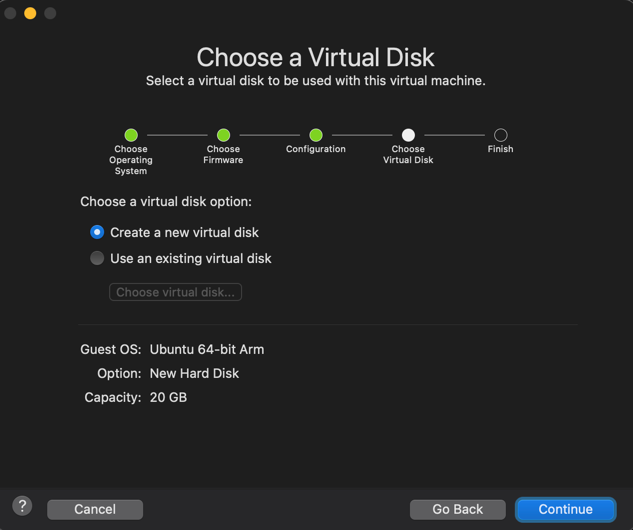 Choose a Virtual Disk
Select a virtual disk to be used with this virtual machine.
Choose
Operating
System
Choose
Firmware
Configuration
Choose
Virtual Disk
Finish
Choose a virtual disk option:
Create a new virtual disk
Use an existing virtual disk
Choose virtual disk...
Guest OS: Ubuntu 64-bit Arm
Option: New Hard Disk
Capacity: 20 GB
?
Cancel
Go Back
Continue